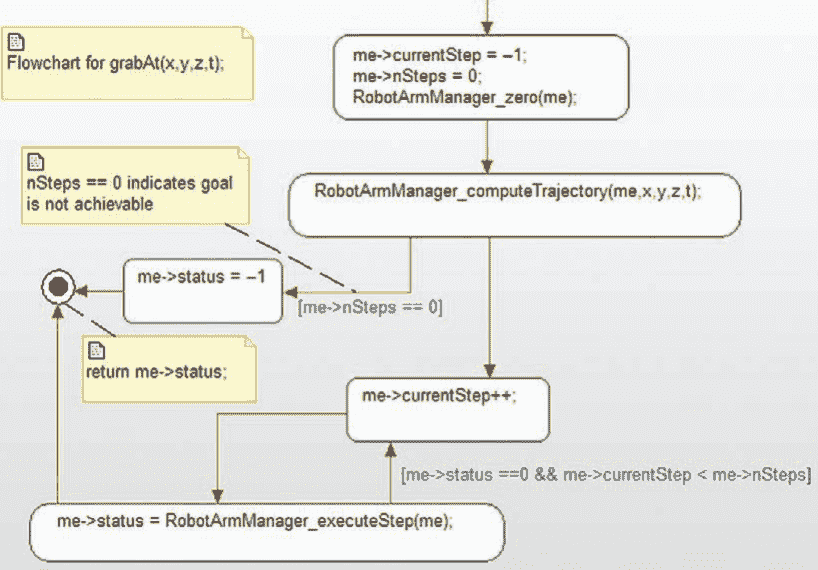 Flowchart for grabAt(x,y,z,t);
me->currentStep = –1;
me->nSteps = 0;
RobotArmManager_zero(me);
nSteps == 0 indicates goal
is not achievable
RobotArmManager_computeTrajectory(me,x,y,z,t);
me->status = –1
[me->nSteps == 0]
return me->status;
me->currentStep++;
[me->status ==0 && me->currentStep < me->nSteps]
me->status = RobotArmManager_executeStep(me);